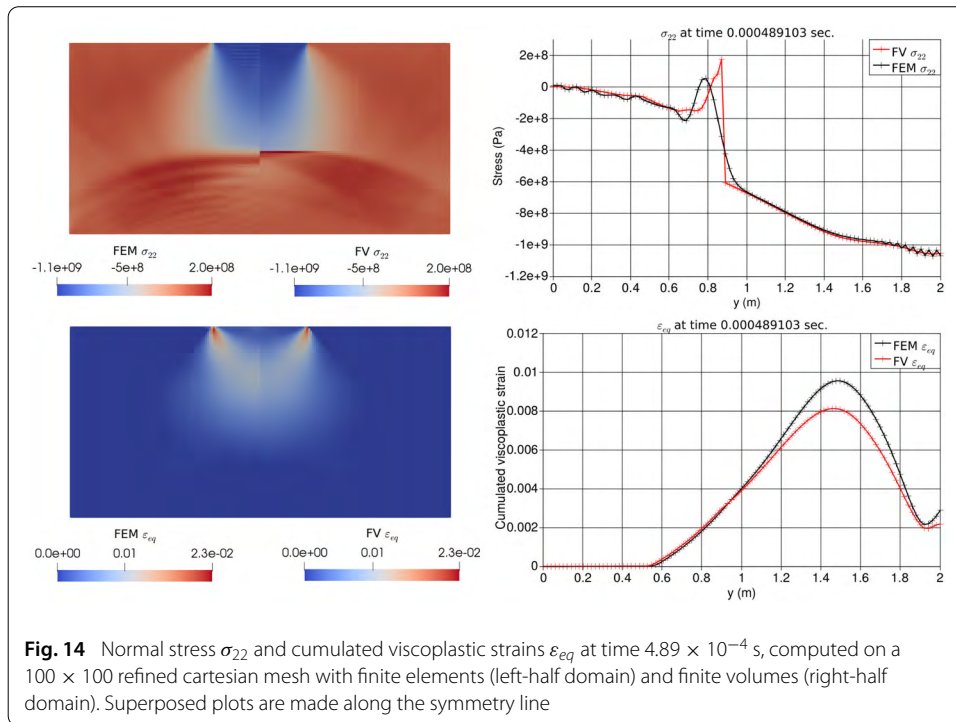 σ22 at time 0.000489103 sec.
FV σ22
FEM σ22
2e+8
0
-2e+8
-4e+8
-6e+8
-8e+8
-1e+9
-1.2e+9
Stress (Pa)
0 0.2 0.4 0.6 0.8 1 1.2 1.4 1.6 1.8 2
y (m)
FEM σ22
-1.1e+09 -5e+8 2.0e+08
FV σ22
-1.1e+09 -5e+8 2.0e+08
εeq at time 0.000489103 sec.
FEM εeq
FV εeq
0.012
0.01
0.008
0.006
0.004
0.002
0
Cumulated viscoplastic strain
0 0.2 0.4 0.6 0.8 1 1.2 1.4 1.6 1.8 2
y (m)
FEM εeq
0.0e+00 0.01 2.3e-02
FV εeq
0.0e+00 0.01 2.3e-02
Fig. 14 Normal stress σ22 and cumulated viscoplastic strains εeq at time 4.89 × 10−4 s, computed on a
100 × 100 refined cartesian mesh with finite elements (left-half domain) and finite volumes (right-half
domain). Superposed plots are made along the symmetry line